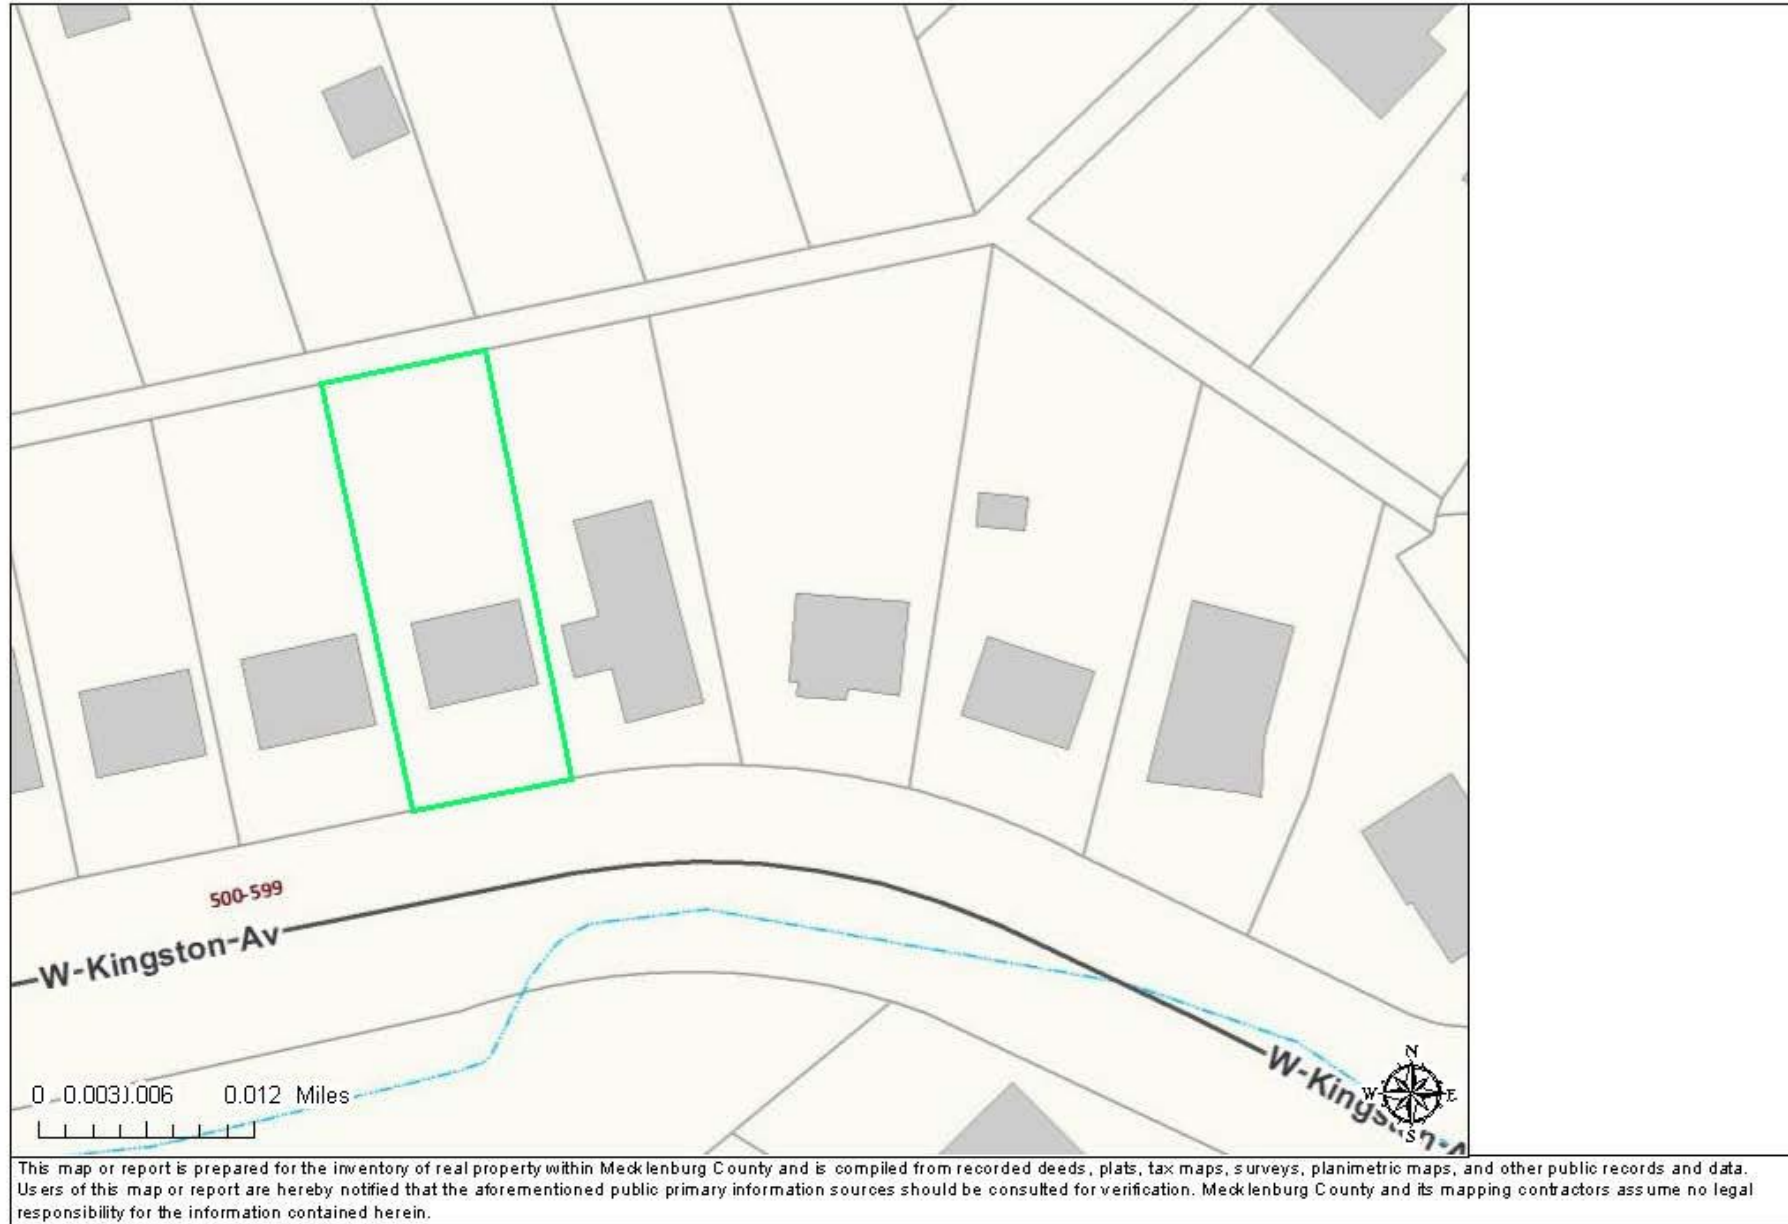 500-599
W-Kingston-Av
0 0.003 0.006 0.012 Miles
W-Kingston-A
N
W E
S
This map or report is prepared for the inventory of real property within Mecklenburg County and is compiled from recorded deeds, plats, tax maps, surveys, planimetric maps, and other public records and data.
Users of this map or report are hereby notified that the aforementioned public primary information sources should be consulted for verification. Mecklenburg County and its mapping contractors assume no legal
responsibility for the information contained herein.